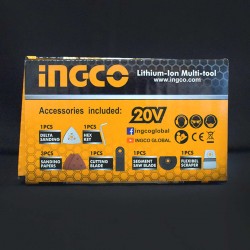 INGCO
Lithium-Ion Multi-tool
www.ingco.com
Accessories included:
20V
1PCS
DELTA
SANDING
1PCS
HEX
KEY
ingcoglobal
INGCO GLOBAL
3PCS
SANDING
PAPERS
1PCS
CUTTING
BLADE
1PCS
SEGMENT
SAW BLADE
1PCS
FLEXIBEL
SCRAPER